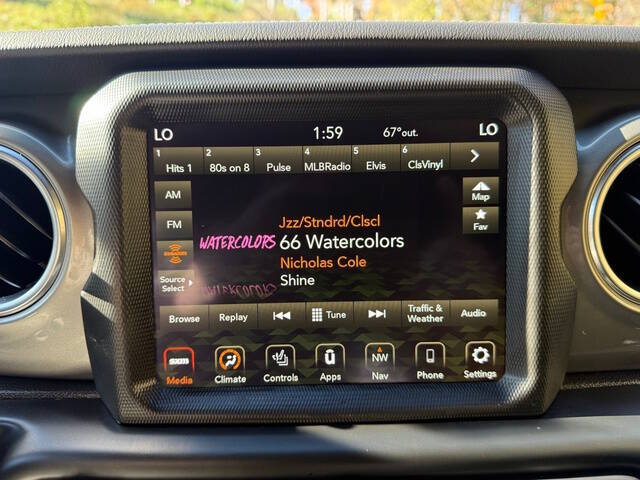 LO 1:59 67°out. LO
1 Hits 1 2 80s on 8 3 Pulse 4 MLBRadio 5 Elvis 6 ClsVinyl
AM
Map
FM
Fav
Jzz/Stndrd/Clscl
WATERCOLORS 66 Watercolors
Nicholas Cole
Shine
Source
Select
WATERCOLORS
Browse Replay Tune Traffic & Weather Audio
SXM NW
Media Climate Controls Apps Nav Phone Settings